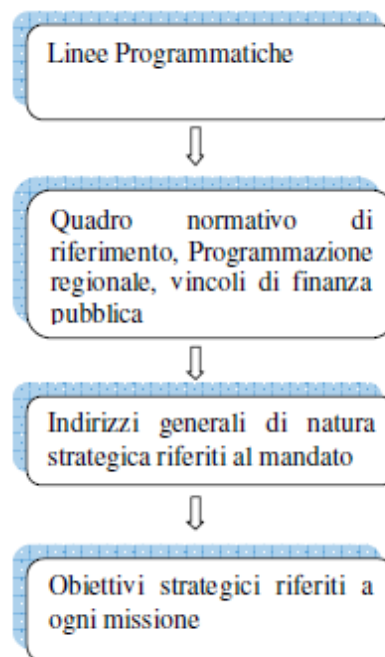 Linee Programmatiche
Quadro normativo di
riferimento, Programmazione
regionale, vincoli di finanza
pubblica
Indirizzi generali di natura
strategica riferiti al mandato
Obiettivi strategici riferiti a
ogni missione